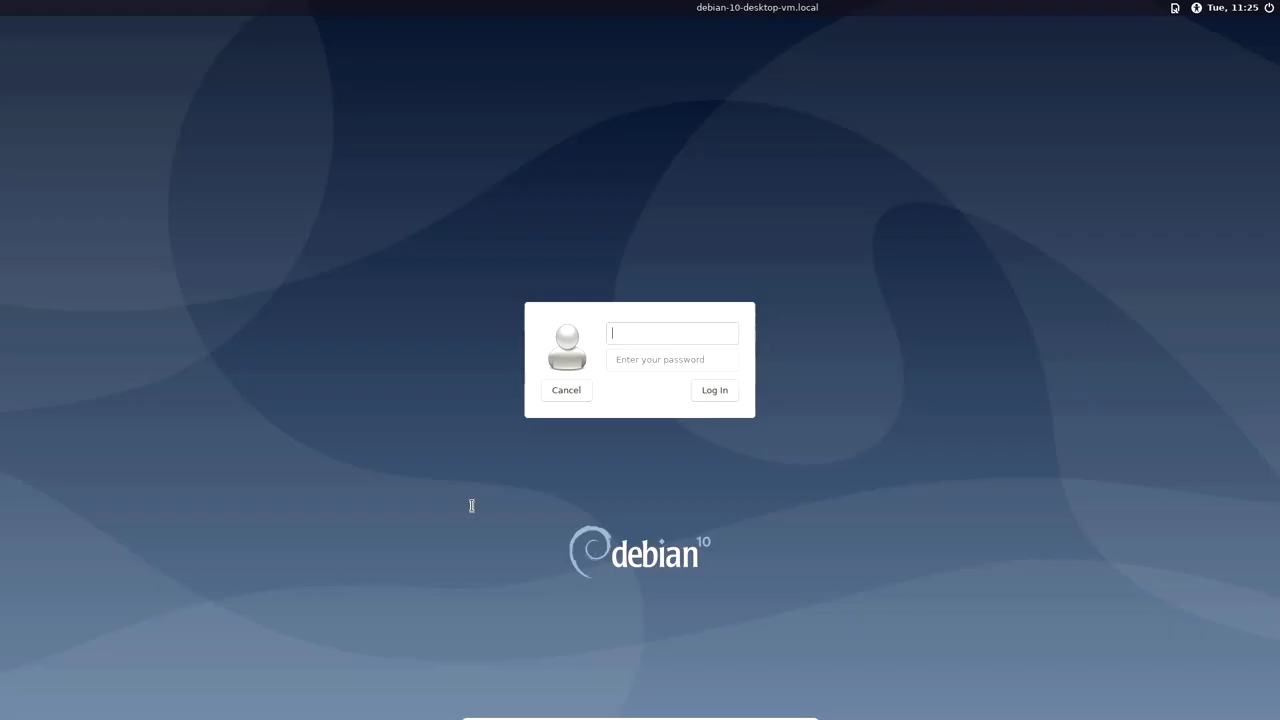 debian-10-desktop-vm.local
Tue, 11:25
Enter your password
Cancel
Log In
debian 10